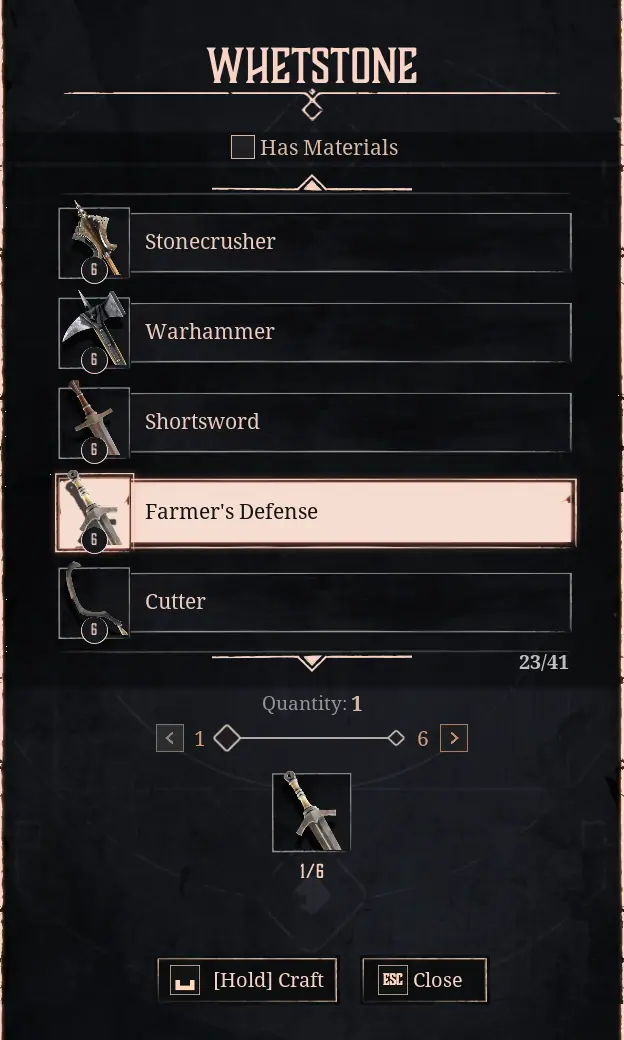 WHETSTONE
Has Materials
6
Stonecrusher
6
Warhammer
6
Shortsword
6
Farmer's Defense
6
Cutter
23/41
Quantity: 1
1 6
1/6
[Hold] Craft
ESC Close